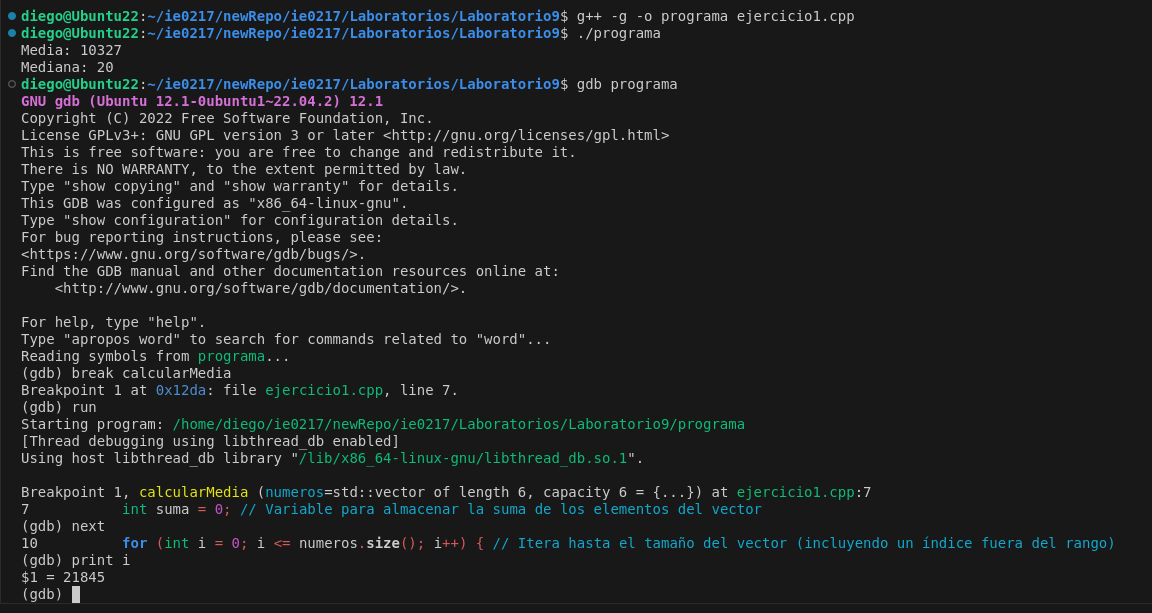 diego@Ubuntu22:~/ie0217/newRepo/ie0217/Laboratorios/Laboratorio9$ g++ -g -o programa ejercicio1.cpp
diego@Ubuntu22:~/ie0217/newRepo/ie0217/Laboratorios/Laboratorio9$ ./programa
Media: 10327
Mediana: 20
diego@Ubuntu22:~/ie0217/newRepo/ie0217/Laboratorios/Laboratorio9$ gdb programa
GNU gdb (Ubuntu 12.1-0ubuntu1~22.04.2) 12.1
Copyright (C) 2022 Free Software Foundation, Inc.
License GPLv3+: GNU GPL version 3 or later <http://gnu.org/licenses/gpl.html>
This is free software: you are free to change and redistribute it.
There is NO WARRANTY, to the extent permitted by law.
Type "show copying" and "show warranty" for details.
This GDB was configured as "x86_64-linux-gnu".
Type "show configuration" for configuration details.
For bug reporting instructions, please see:
<https://www.gnu.org/software/gdb/bugs/>.
Find the GDB manual and other documentation resources online at:
    <http://www.gnu.org/software/gdb/documentation/>.

For help, type "help".
Type "apropos word" to search for commands related to "word"...
Reading symbols from programa...
(gdb) break calcularMedia
Breakpoint 1 at 0x12da: file ejercicio1.cpp, line 7.
(gdb) run
Starting program: /home/diego/ie0217/newRepo/ie0217/Laboratorios/Laboratorio9/programa
[Thread debugging using libthread_db enabled]
Using host libthread_db library "/lib/x86_64-linux-gnu/libthread_db.so.1".

Breakpoint 1, calcularMedia (numeros=std::vector of length 6, capacity 6 = {...}) at ejercicio1.cpp:7
7           int suma = 0; // Variable para almacenar la suma de los elementos del vector
(gdb) next
10          for (int i = 0; i <= numeros.size(); i++) { // Itera hasta el tamaño del vector (incluyendo un índice fuera del rango)
(gdb) print i
$1 = 21845
(gdb)